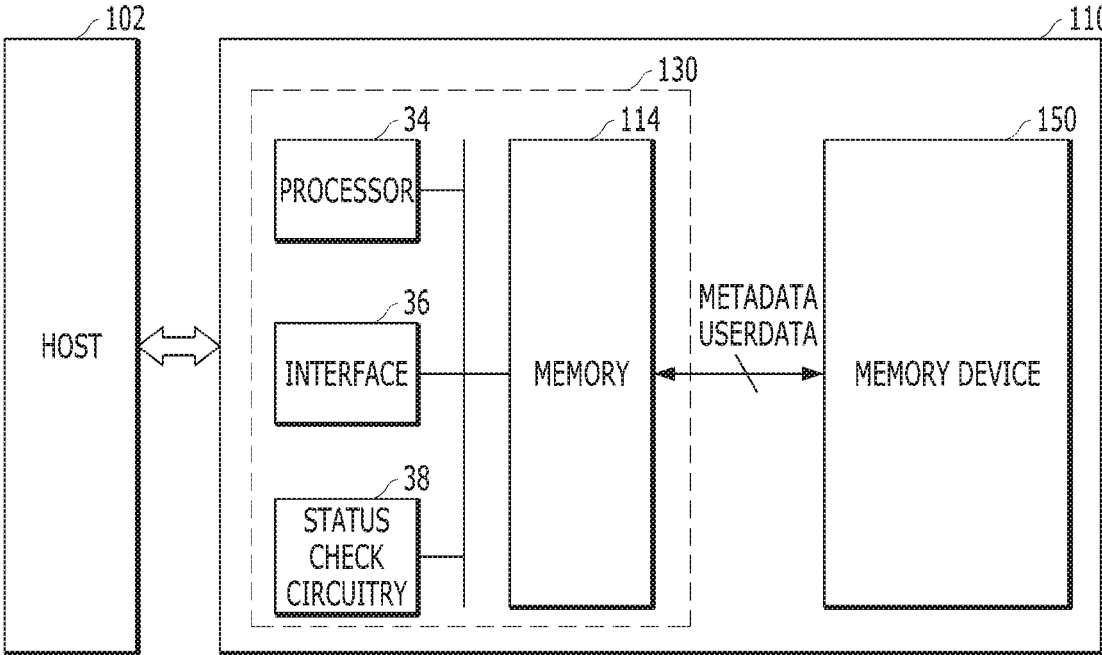 102
110
130
34
114
150
PROCESSOR
METADATA
USERDATA
36
HOST
INTERFACE
MEMORY
MEMORY DEVICE
38
STATUS
CHECK
CIRCUITRY